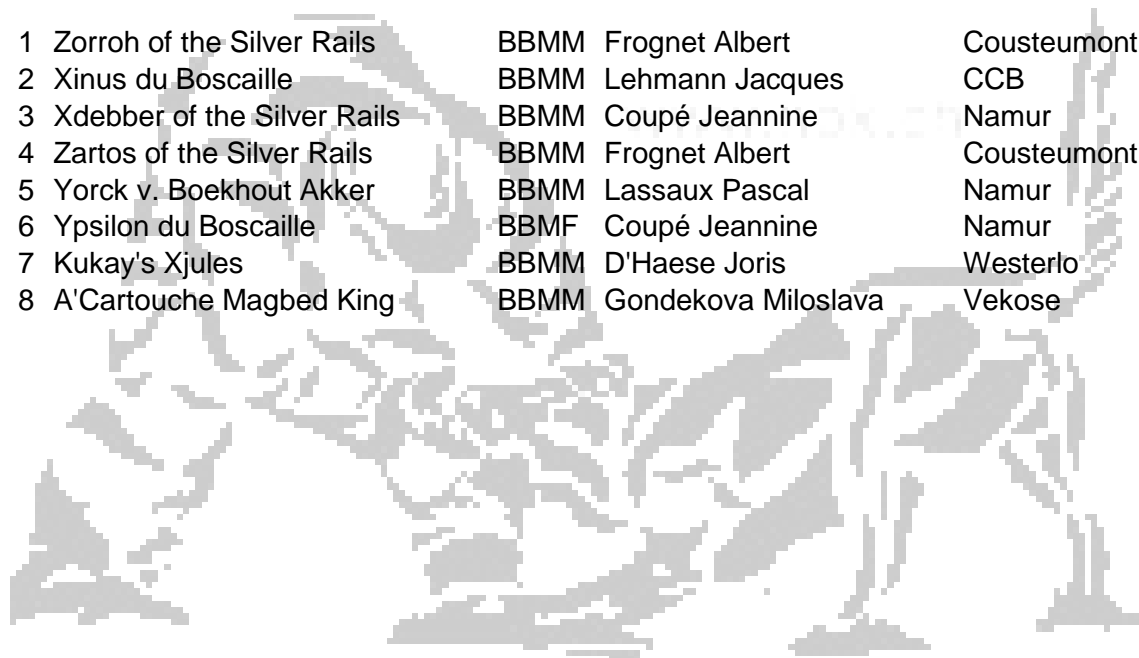 1 Zorroh of the Silver Rails BBMM Frognet Albert Cousteumont
2 Xinus du Boscaille BBMM Lehmann Jacques CCB
3 Xdebber of the Silver Rails BBMM Coupé Jeannine Namur
4 Zartos of the Silver Rails BBMM Frognet Albert Cousteumont
5 Yorck v. Boekhout Akker BBMM Lassaux Pascal Namur
6 Ypsilon du Boscaille BBMF Coupé Jeannine Namur
7 Kukay's Xjules BBMM D'Haese Joris Westerlo
8 A'Cartouche Magbed King BBMM Gondekova Miloslava Vekose